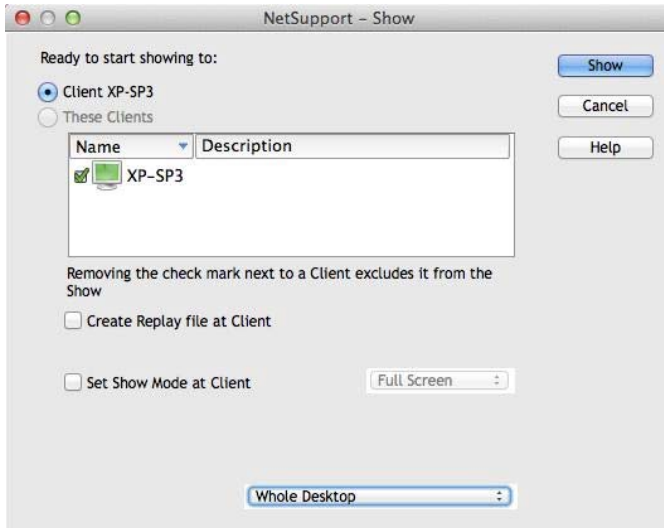 NetSupport – Show
Ready to start showing to:
Show
Client XP-SP3
Cancel
These Clients
Name Description
Help
XP-SP3
Removing the check mark next to a Client excludes it from the
Show
Create Replay file at Client
Set Show Mode at Client Full Screen
Whole Desktop